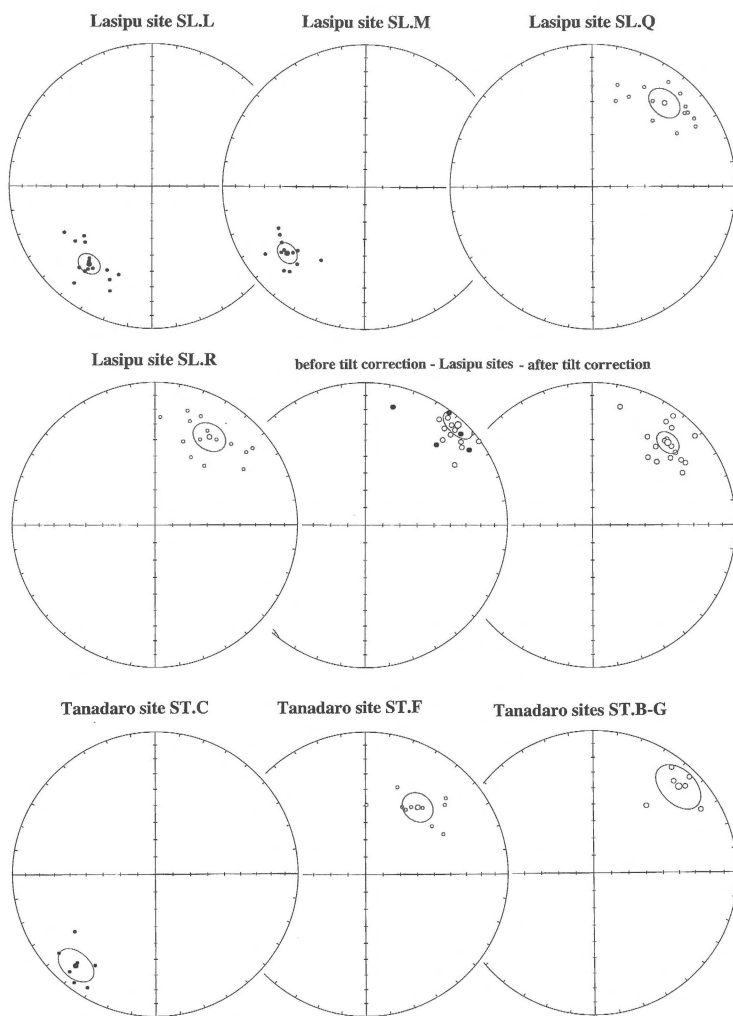 Lasipu site SL.L
Lasipu site SL.M
Lasipu site SL.Q
Lasipu site SL.R
before tilt correction - Lasipu sites - after tilt correction
Tanadaro site ST.C
Tanadaro site ST.F
Tanadaro sites ST.B-G